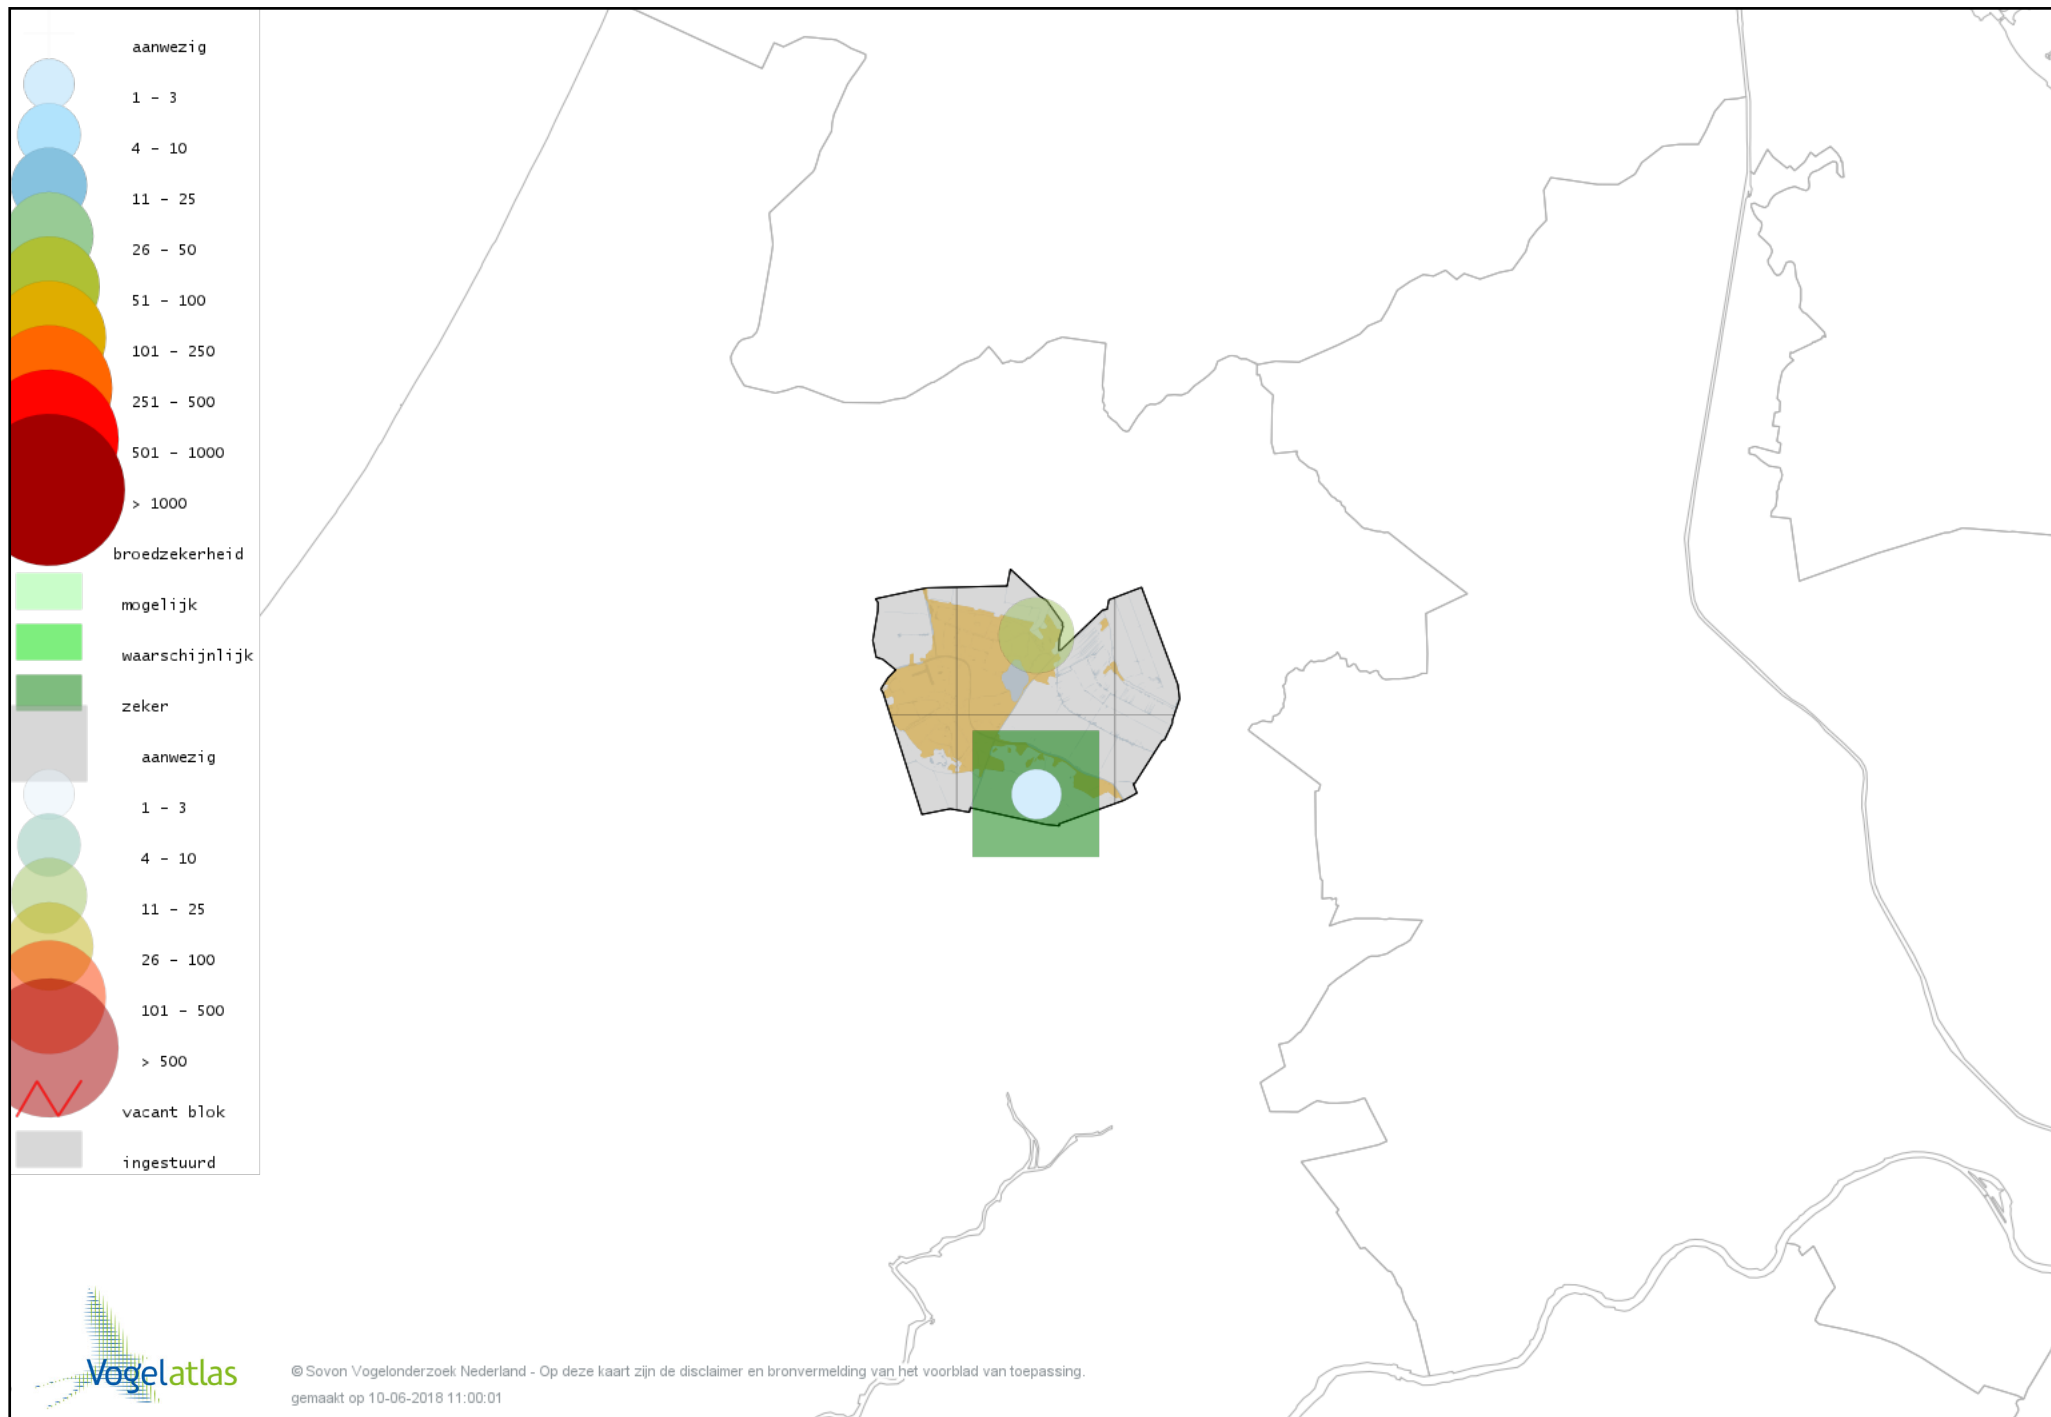 aanwezig
1 - 3
4 - 10
11 - 25
26 - 50
51 - 100
101 - 250
251 - 500
501 - 1000
> 1000
broedzekerheid
mogelijk
waarschijnlijk
zeker
aanwezig
1 - 3
4 - 10
11 - 25
26 - 100
101 - 500
> 500
vacant blok
ingestuurd
Vogelatlas
© Sovon Vogelonderzoek Nederland - Op deze kaart zijn de disclaimer en bronvermelding van het voorblad van toepassing.
gemaakt op 10-06-2018 11:00:01